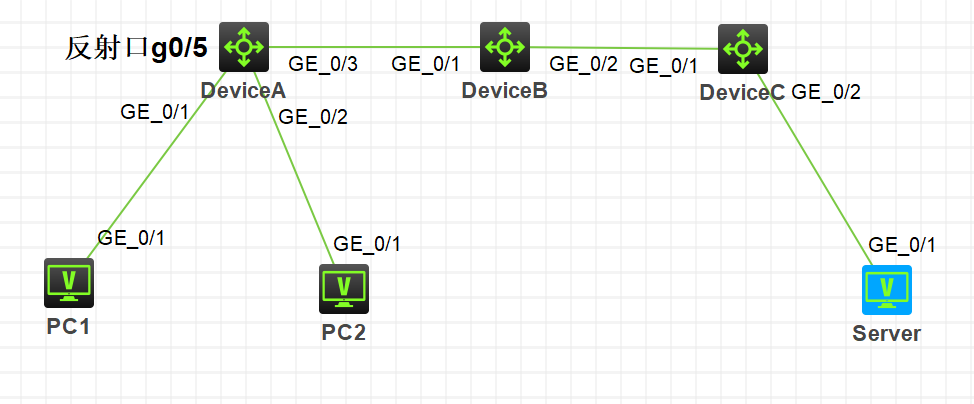 反射口g0/5
DeviceA
GE_0/3
GE_0/1
DeviceB
GE_0/2
GE_0/1
DeviceC
GE_0/2
GE_0/1
GE_0/2
GE_0/1
PC1
GE_0/1
PC2
GE_0/1
Server